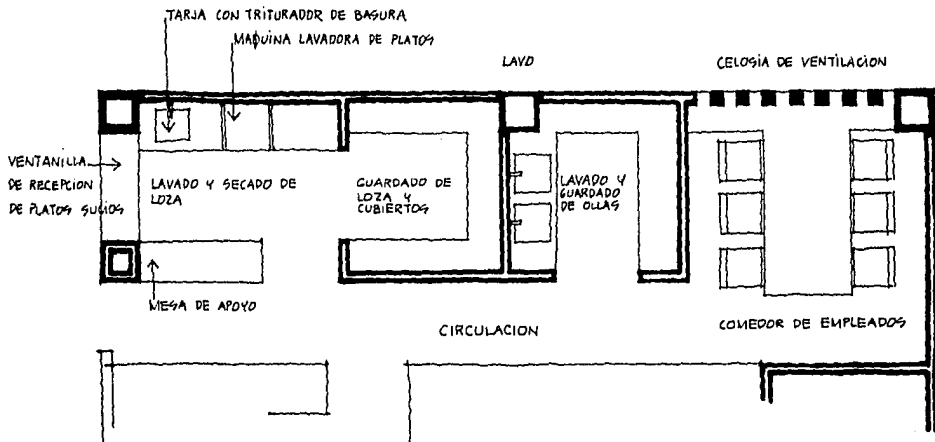 TARJA CON TRITURADOR DE BASURA
MAQUINA LAVADORA DE PLATOS
LAVO
CELOSIA DE VENTILACION
VENTANILLA
DE RECEPCION
DE PLATOS SUCIOS
LAVADO Y SECADO DE
LOZA
GUARDADO DE
LOZA Y
CUBIERTOS
LAVADO Y
GUARDADO
DE OLLAS
MESA DE APOYO
CIRCULACION
COMEDOR DE EMPLEADOS